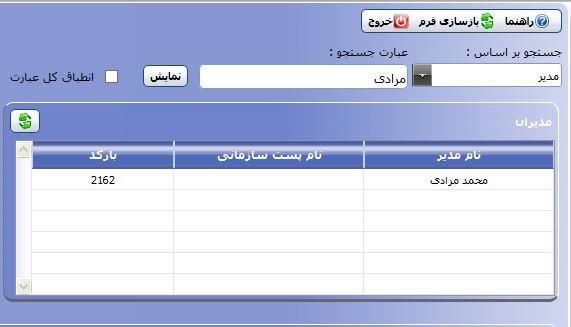 راهنما بازسازی فرم خروج
جستجو بر اساس : عبارت جستجو :
مدیر مرادی نمایش انطباق کل عبارت
مدیران
نام مدیر نام پست سازمانی بارکد
محمد مرادی 2162